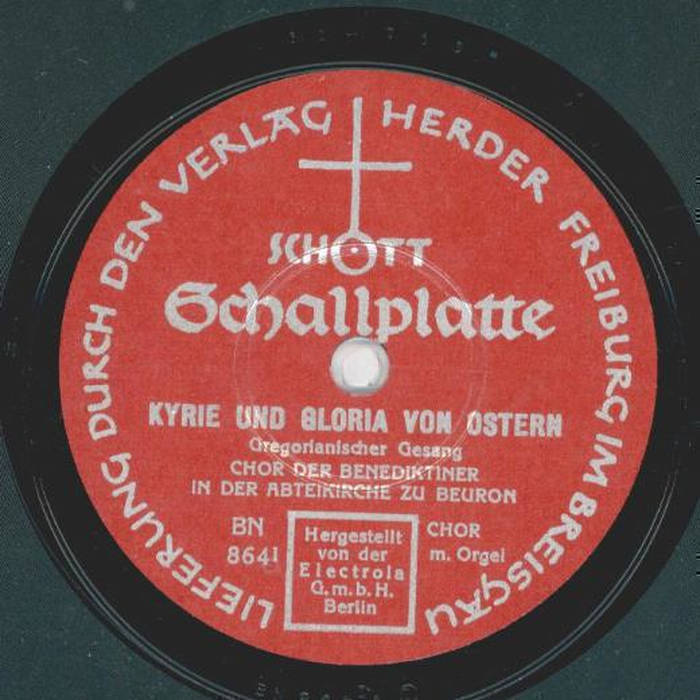 LIEFERUNG DURCH DEN VERLAG HERDER FREIBURG IM BREISGAU
SCHOTT
Schallplatte
KYRIE UND GLORIA VON OSTERN
Gregorianischer Gesang
CHOR DER BENEDIKTINER
IN DER ABTEIKIRCHE ZU BEURON
BN
8641
Hergestellt
von der
Electrola
G.m.b.H.
Berlin
CHOR
m. Orgel